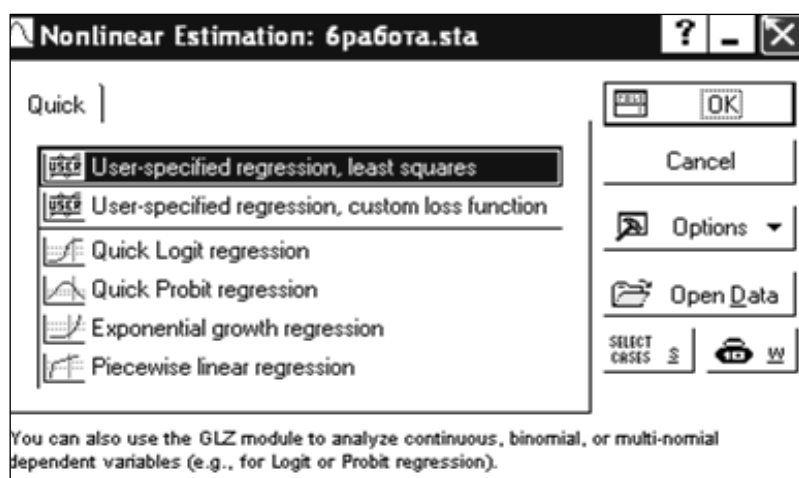 Nonlinear Estimation: 6работа.sta
? _
Quick
OK
USER User-specified regression, least squares
Cancel
USER User-specified regression, custom loss function
Options
Quick Logit regression
Quick Probit regression
Open Data
Exponential growth regression
SELECT CASES S
W
Piecewise linear regression
You can also use the GLZ module to analyze continuous, binomial, or multi-nomial
dependent variables (e.g., for Logit or Probit regression).